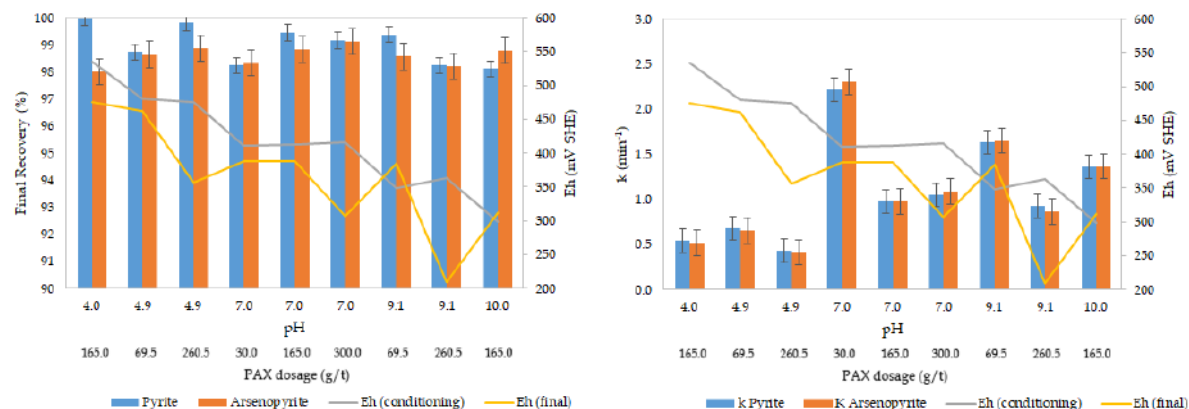 Final Recovery (%)
100
99
98
97
96
95
94
93
92
91
90
600
550
500
450
400
350
300
250
200
Eh (mV SHE)
4.0 4.9 4.9 7.0 7.0 7.0 9.1 9.1 10.0
pH
165.0 69.5 260.5 30.0 165.0 300.0 69.5 260.5 165.0
PAX dosage (g/t)
Pyrite Arsenopyrite Eh (conditioning) Eh (final)
k (min⁻¹)
3.0
2.5
2.0
1.5
1.0
0.5
0.0
600
550
500
450
400
350
300
250
200
Eh (mV SHE)
4.0 4.9 4.9 7.0 7.0 7.0 9.1 9.1 10.0
pH
165.0 69.5 260.5 30.0 165.0 300.0 69.5 260.5 165.0
PAX dosage (g/t)
k Pyrite K Arsenopyrite Eh (conditioning) Eh (final)